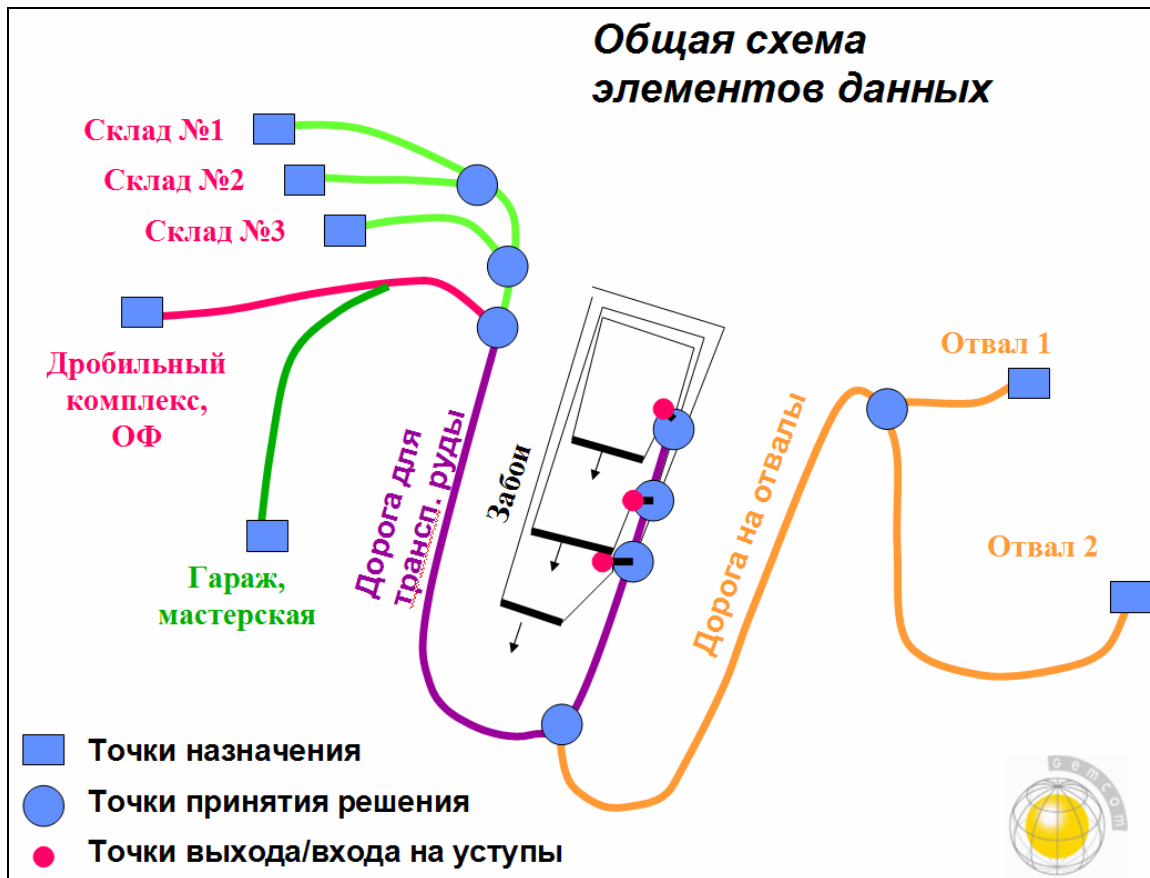 Общая схема
элементов данных
Склад №1
Склад №2
Склад №3
Дробильный
комплекс,
ОФ
Гараж,
мастерская
Дорога для
трансп. руды
Забои
Дорога на отвалы
Отвал 1
Отвал 2
Точки назначения
Точки принятия решения
Точки выхода/входа на уступы
Gemcom